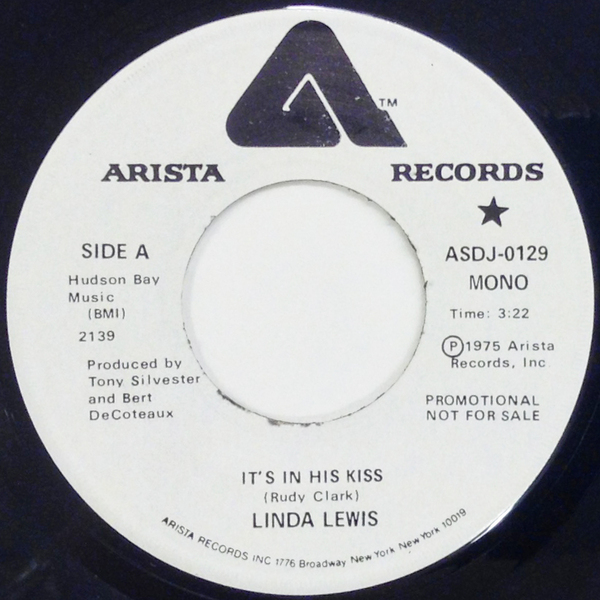 TM
ARISTA RECORDS
SIDE A
Hudson Bay
Music
(BMI)
2139
Produced by
Tony Silvester
and Bert
DeCoteaux
ASDJ-0129
MONO
Time: 3:22
Ⓟ1975 Arista
Records, Inc
PROMOTIONAL
NOT FOR SALE
IT'S IN HIS KISS
(Rudy Clark)
LINDA LEWIS
ARISTA RECORDS INC 1776 Broadway New York New York 10019